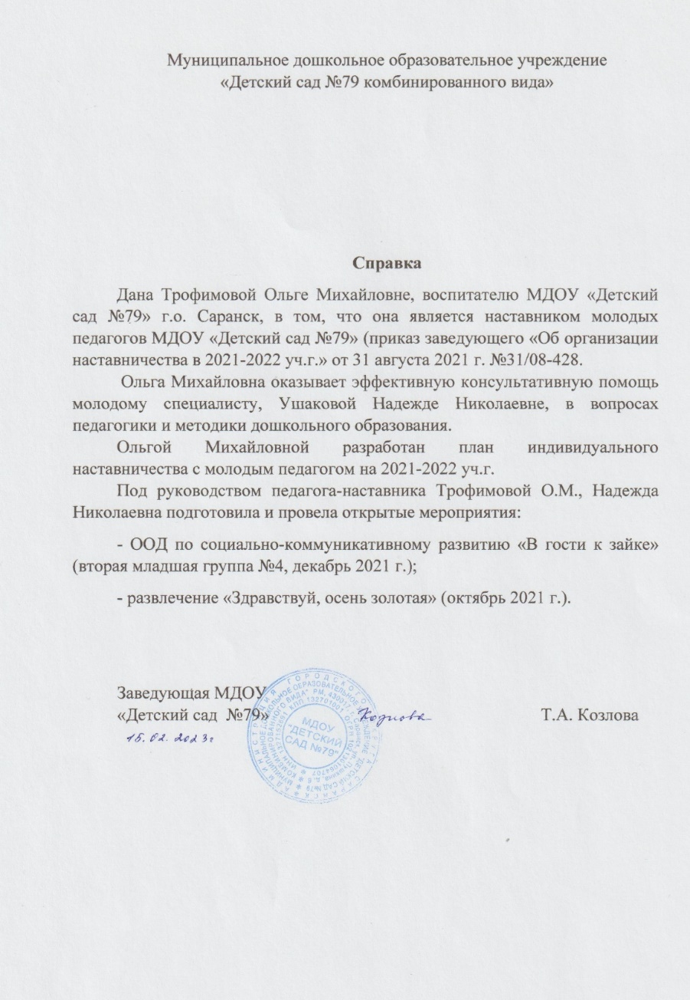 Муниципальное дошкольное образовательное учреждение
«Детский сад №79 комбинированного вида»
Справка
Дана Трофимовой Ольге Михайловне, воспитателю МДОУ «Детский
сад №79» г.о. Саранск, в том, что она является наставником молодых
педагогов МДОУ «Детский сад №79» (приказ заведующего «Об организации
наставничества в 2021-2022 уч.г.» от 31 августа 2021 г. №31/08-428.
Ольга Михайловна оказывает эффективную консультативную помощь
молодому специалисту, Ушаковой Надежде Николаевне, в вопросах
педагогики и методики дошкольного образования.
Ольгой Михайловной разработан план индивидуального
наставничества с молодым педагогом на 2021-2022 уч.г.
Под руководством педагога-наставника Трофимовой О.М., Надежда
Николаевна подготовила и провела открытые мероприятия:
- ООД по социально-коммуникативному развитию «В гости к зайке»
(вторая младшая группа №4, декабрь 2021 г.);
- развлечение «Здравствуй, осень золотая» (октябрь 2021 г.).
Заведующая МДОУ
«Детский сад №79» Козлова Т.А. Козлова
15.02.2023г
МДОУ
"ДЕТСКИЙ
САД №79"